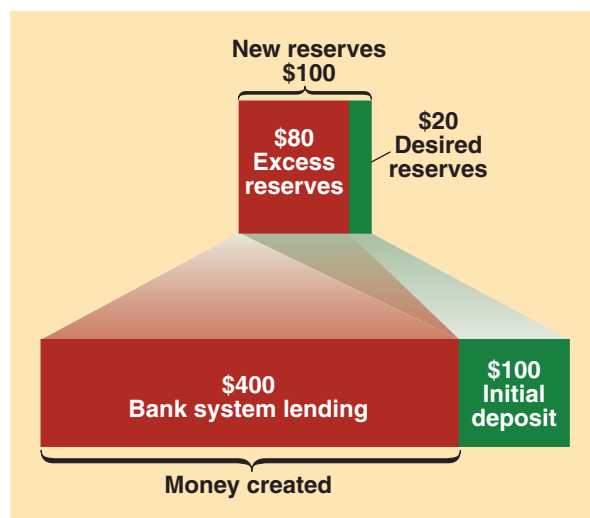 New reserves
$100
$80
Excess
reserves
$20
Desired
reserves
$400
Bank system lending
$100
Initial
deposit
Money created